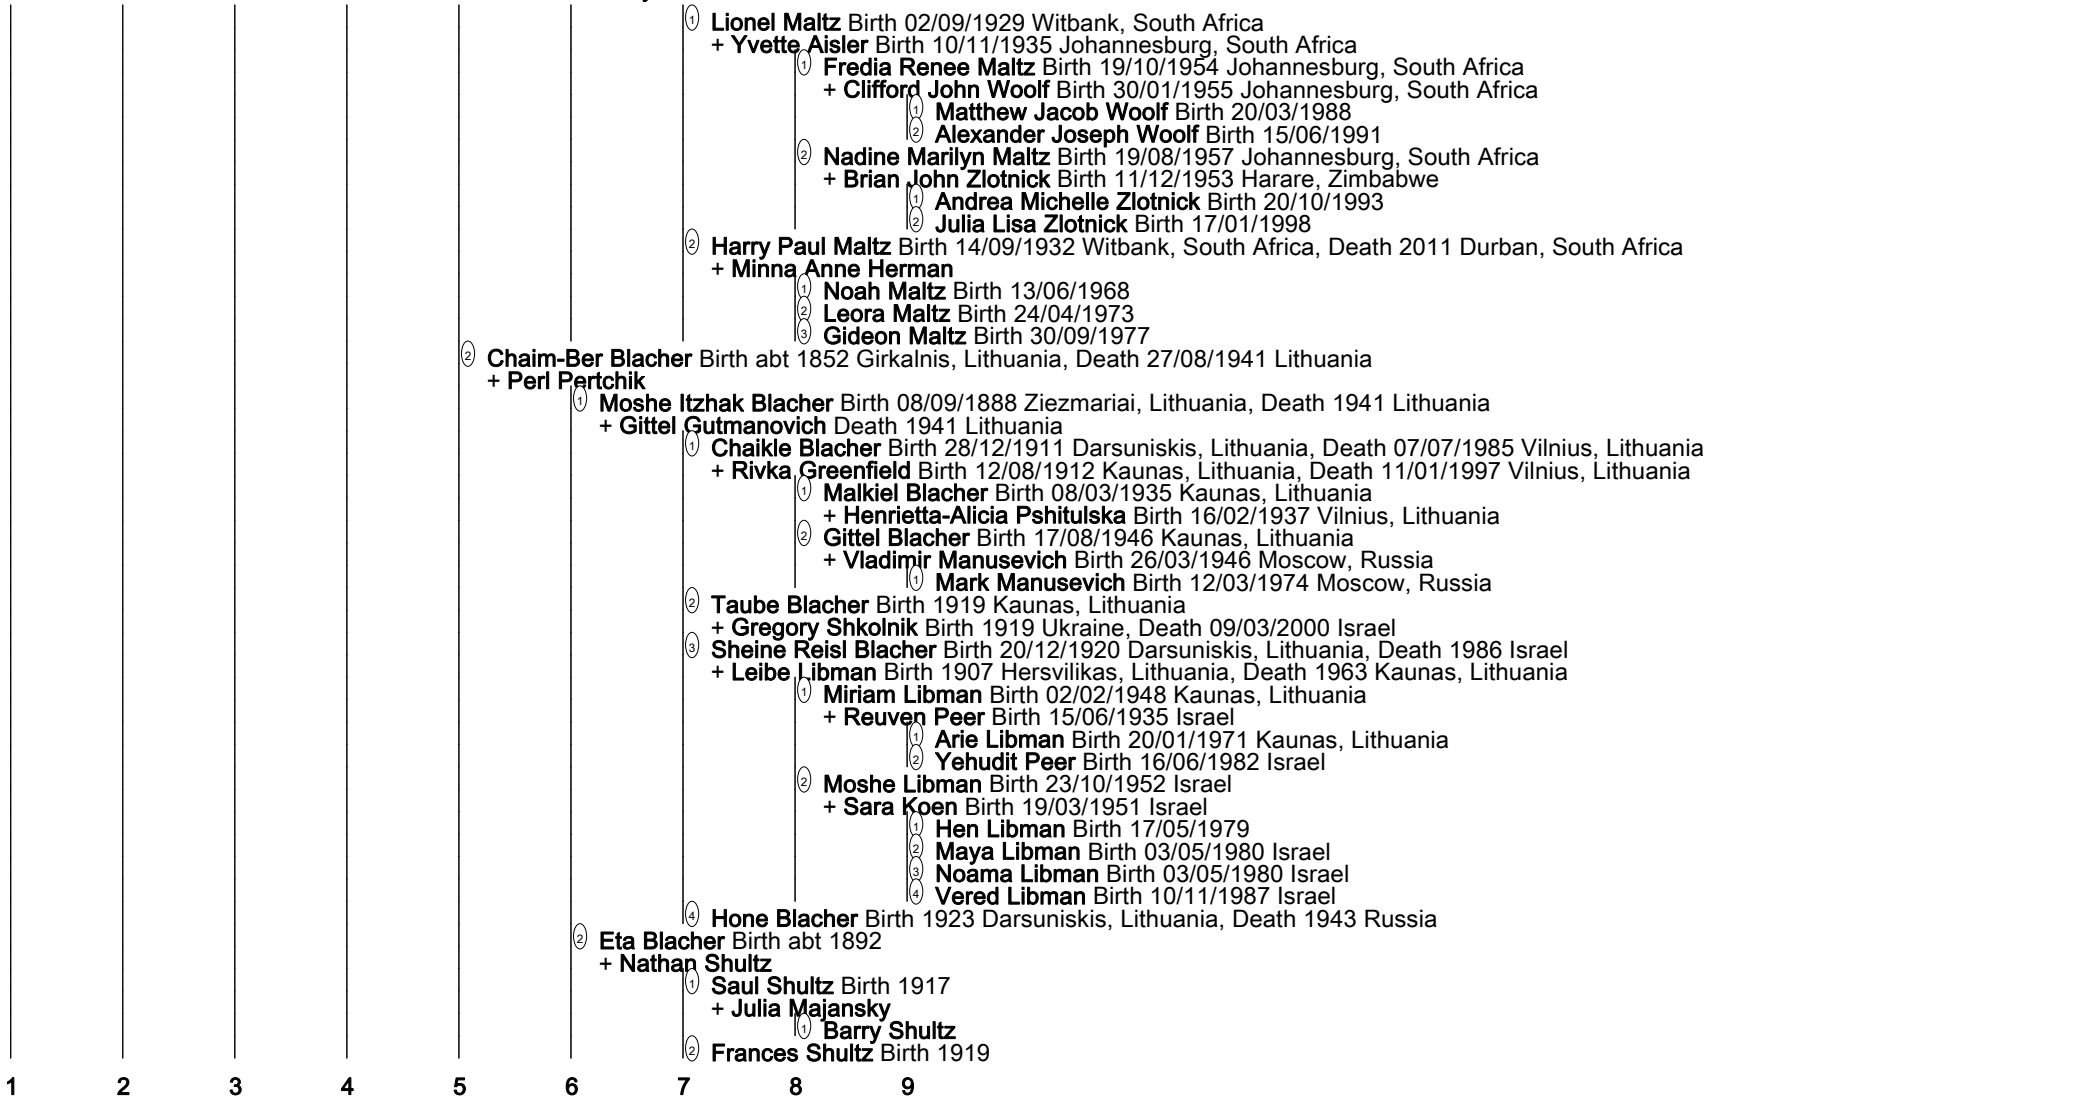 1 Lionel Maltz Birth 02/09/1929 Witbank, South Africa
+ Yvette Aisler Birth 10/11/1935 Johannesburg, South Africa
1 Fredia Renee Maltz Birth 19/10/1954 Johannesburg, South Africa
+ Clifford John Woolf Birth 30/01/1955 Johannesburg, South Africa
1 Matthew Jacob Woolf Birth 20/03/1988
2 Alexander Joseph Woolf Birth 15/06/1991
2 Nadine Marilyn Maltz Birth 19/08/1957 Johannesburg, South Africa
+ Brian John Zlotnick Birth 11/12/1953 Harare, Zimbabwe
1 Andrea Michelle Zlotnick Birth 20/10/1993
2 Julia Lisa Zlotnick Birth 17/01/1998
2 Harry Paul Maltz Birth 14/09/1932 Witbank, South Africa, Death 2011 Durban, South Africa
+ Minna Anne Herman
1 Noah Maltz Birth 13/06/1968
2 Leora Maltz Birth 24/04/1973
3 Gideon Maltz Birth 30/09/1977
2 Chaim-Ber Blacher Birth abt 1852 Girkalnis, Lithuania, Death 27/08/1941 Lithuania
+ Perl Pertchik
1 Moshe Itzhak Blacher Birth 08/09/1888 Ziezmariai, Lithuania, Death 1941 Lithuania
+ Gittel Gutmanovich Death 1941 Lithuania
1 Chaikle Blacher Birth 28/12/1911 Darsuniskis, Lithuania, Death 07/07/1985 Vilnius, Lithuania
+ Rivka Greenfield Birth 12/08/1912 Kaunas, Lithuania, Death 11/01/1997 Vilnius, Lithuania
1 Malkiel Blacher Birth 08/03/1935 Kaunas, Lithuania
+ Henrietta-Alicia Pshitulska Birth 16/02/1937 Vilnius, Lithuania
2 Gittel Blacher Birth 17/08/1946 Kaunas, Lithuania
+ Vladimir Manusevich Birth 26/03/1946 Moscow, Russia
1 Mark Manusevich Birth 12/03/1974 Moscow, Russia
2 Taube Blacher Birth 1919 Kaunas, Lithuania
+ Gregory Shkolnik Birth 1919 Ukraine, Death 09/03/2000 Israel
3 Sheine Reisl Blacher Birth 20/12/1920 Darsuniskis, Lithuania, Death 1986 Israel
+ Leibe Libman Birth 1907 Hersvilikas, Lithuania, Death 1963 Kaunas, Lithuania
1 Miriam Libman Birth 02/02/1948 Kaunas, Lithuania
+ Reuven Peer Birth 15/06/1935 Israel
1 Arie Libman Birth 20/01/1971 Kaunas, Lithuania
2 Yehudit Peer Birth 16/06/1982 Israel
2 Moshe Libman Birth 23/10/1952 Israel
+ Sara Koen Birth 19/03/1951 Israel
1 Hen Libman Birth 17/05/1979
2 Maya Libman Birth 03/05/1980 Israel
3 Noama Libman Birth 03/05/1980 Israel
4 Vered Libman Birth 10/11/1987 Israel
4 Hone Blacher Birth 1923 Darsuniskis, Lithuania, Death 1943 Russia
2 Eta Blacher Birth abt 1892
+ Nathan Shultz
1 Saul Shultz Birth 1917
+ Julia Majansky
1 Barry Shultz
2 Frances Shultz Birth 1919
1 2 3 4 5 6 7 8 9